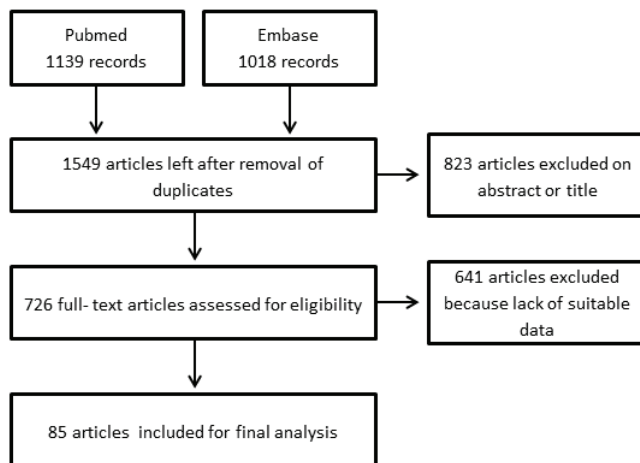 Pubmed
1139 records
Embase
1018 records
1549 articles left after removal of
duplicates
823 articles excluded on
abstract or title
726 full- text articles assessed for eligibility
641 articles excluded
because lack of suitable
data
85 articles  included for final analysis